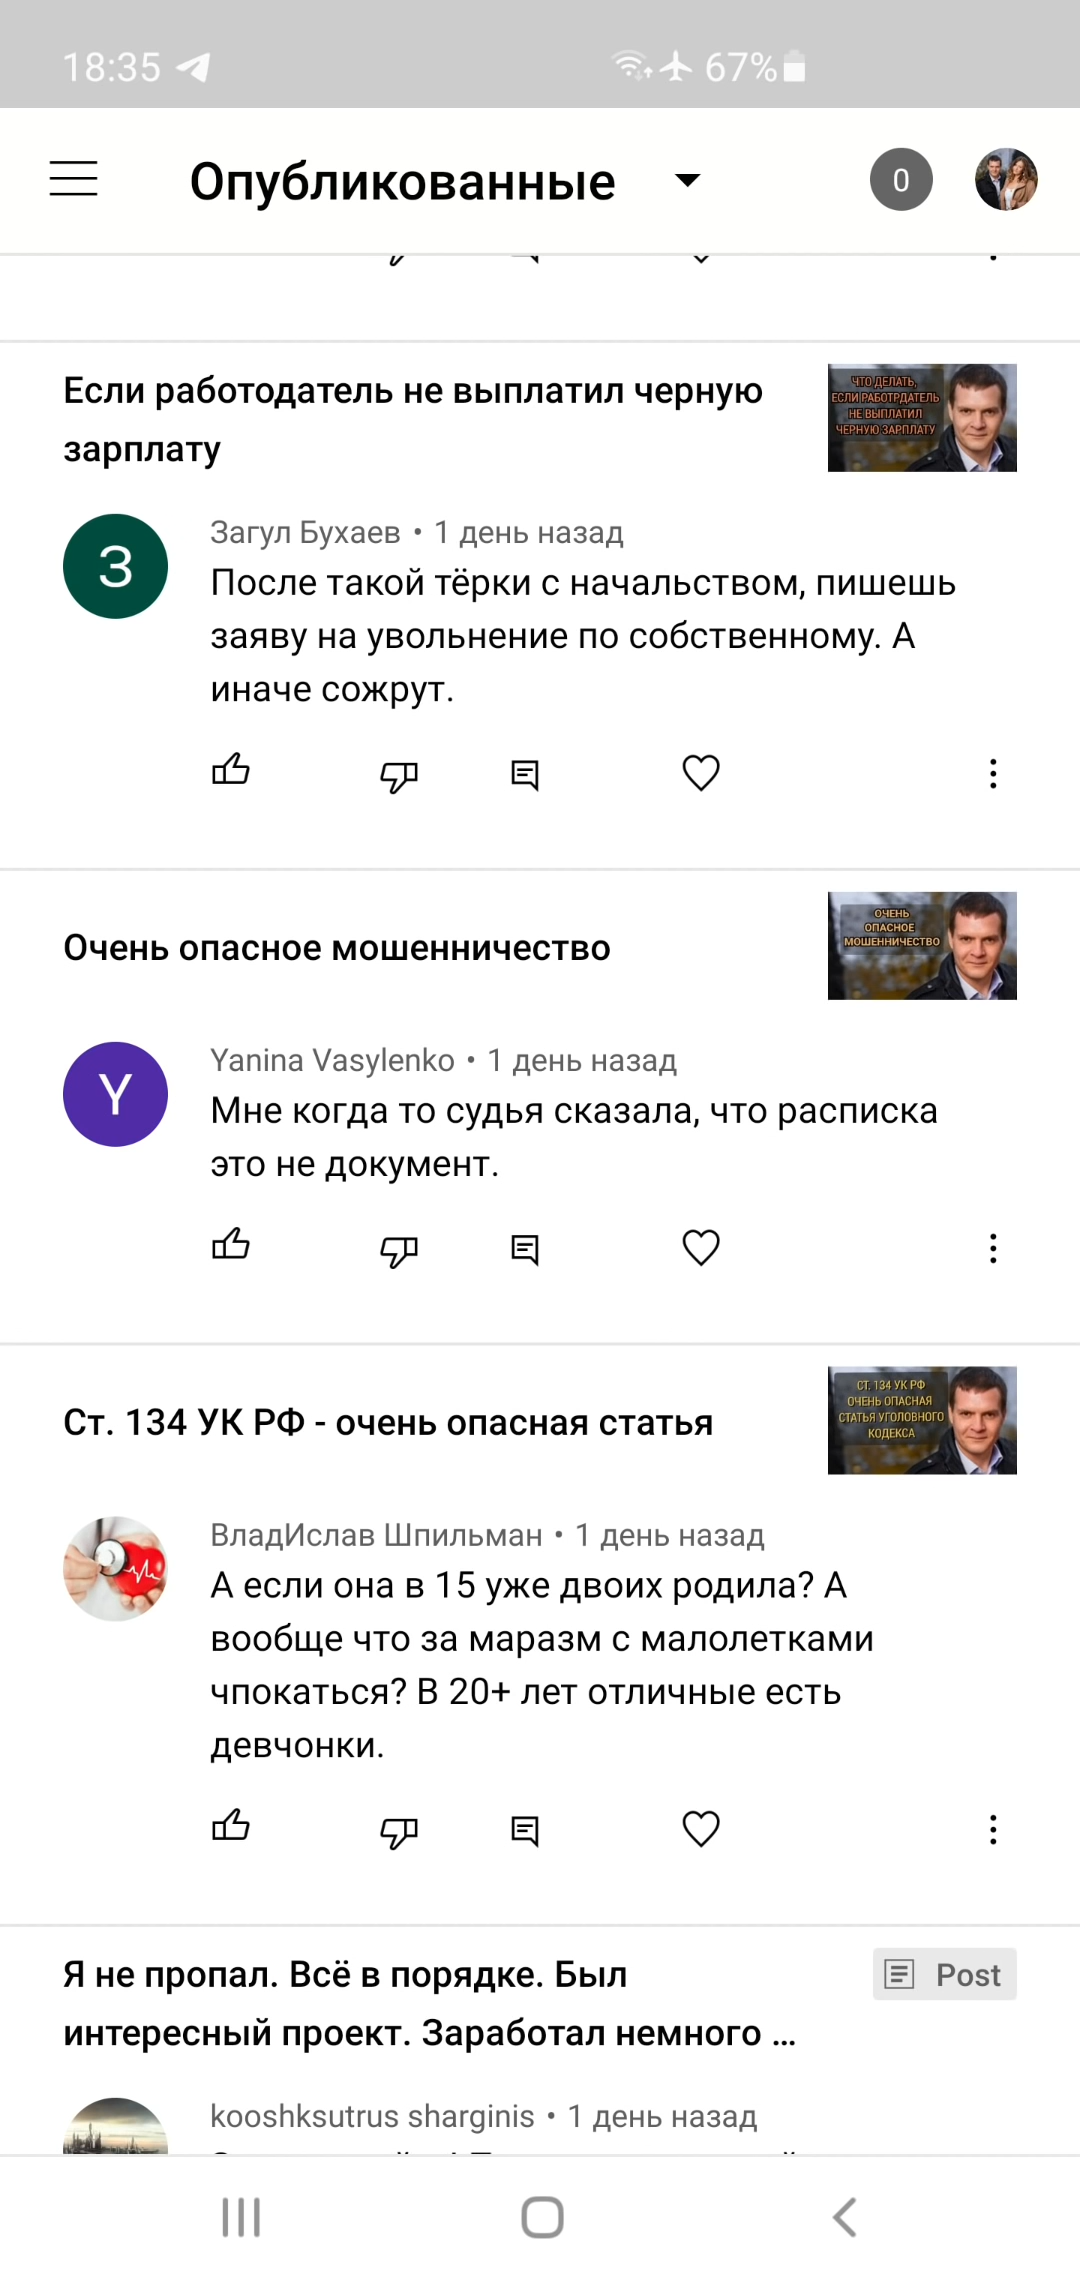 18:35
67%
Опубликованные
0
Если работодатель не выплатил черную
зарплату
ЧТО ДЕЛАТЬ,
ЕСЛИ РАБОТРДАТЕЛЬ
НЕ ВЫПЛАТИЛ
ЧЕРНУЮ ЗАРПЛАТУ
З
Загул Бухаев • 1 день назад
После такой тёрки с начальством, пишешь
заяву на увольнение по собственному. А
иначе сожрут.
Очень опасное мошенничество
ОЧЕНЬ
ОПАСНОЕ
МОШЕННИЧЕСТВО
Y
Yanina Vasylenko • 1 день назад
Мне когда то судья сказала, что расписка
это не документ.
Ст. 134 УК РФ - очень опасная статья
СТ. 134 УК РФ
ОЧЕНЬ ОПАСНАЯ
СТАТЬЯ УГОЛОВНОГО
КОДЕКСА
ВладИслав Шпильман • 1 день назад
А если она в 15 уже двоих родила? А
вообще что за маразм с малолетками
чпокаться? В 20+ лет отличные есть
девчонки.
Я не пропал. Всё в порядке. Был
интересный проект. Заработал немного ...
Post
kooshksutrus sharginis • 1 день назад